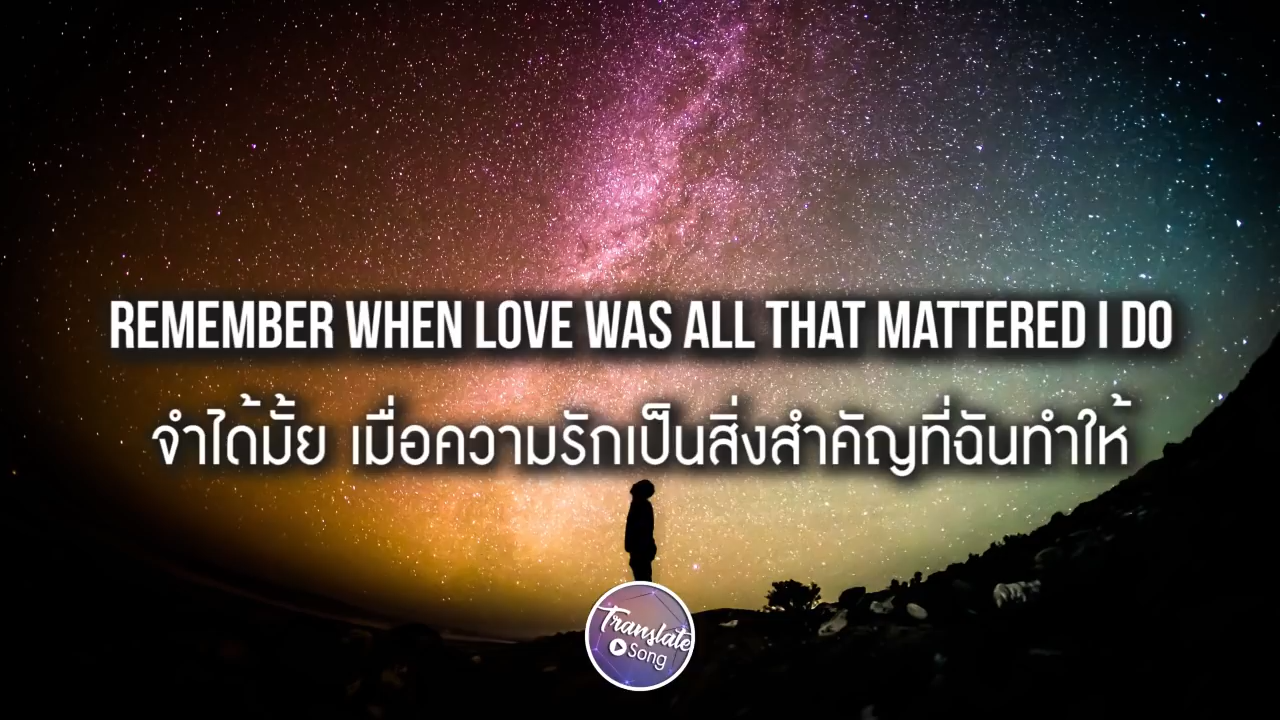 REMEMBER WHEN LOVE WAS ALL THAT MATTERED I DO
จำได้มั้ย เมื่อความรักเป็นสิ่งสำคัญที่ฉันทำให้
Translate
Song